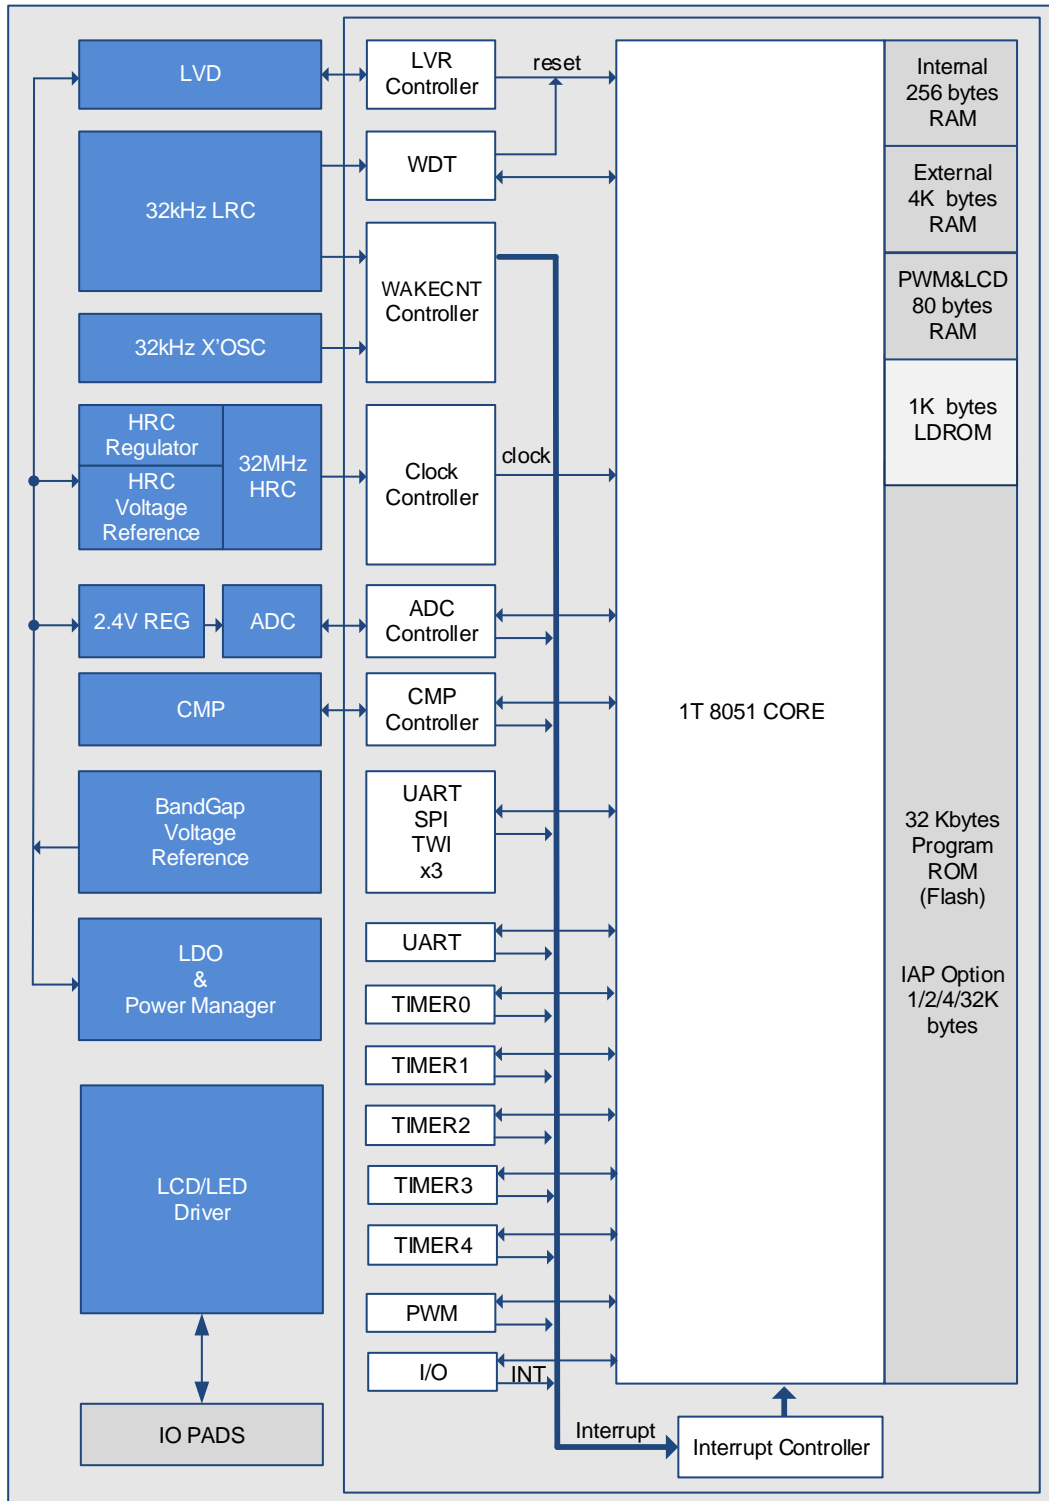 LVD
LVR
Controller
reset
Internal
256 bytes
RAM
32kHz LRC
WDT
External
4K bytes
RAM
WAKECNT
Controller
PWM&LCD
80 bytes
RAM
32kHz X'OSC
HRC
Regulator
HRC
Voltage
Reference
32MHz
HRC
Clock
Controller
clock
1K bytes
LDROM
2.4V REG
ADC
ADC
Controller
CMP
CMP
Controller
1T 8051 CORE
BandGap
Voltage
Reference
UART
SPI
TWI
x3
32 Kbytes
Program
ROM
(Flash)
LDO
&
Power Manager
UART
IAP Option
1/2/4/32K
bytes
TIMER0
TIMER1
TIMER2
LCD/LED
Driver
TIMER3
TIMER4
PWM
I/O
INT
IO PADS
Interrupt
Interrupt Controller